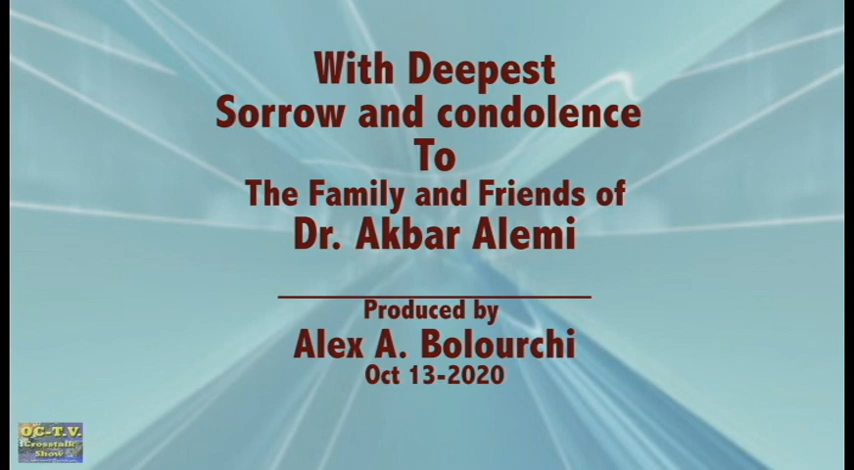 With Deepest
Sorrow and condolence
To
The Family and Friends of
Dr. Akbar Alemi
Produced by
Alex A. Bolourchi
Oct 13-2020
OC-T.V.
Crosstalk
Show